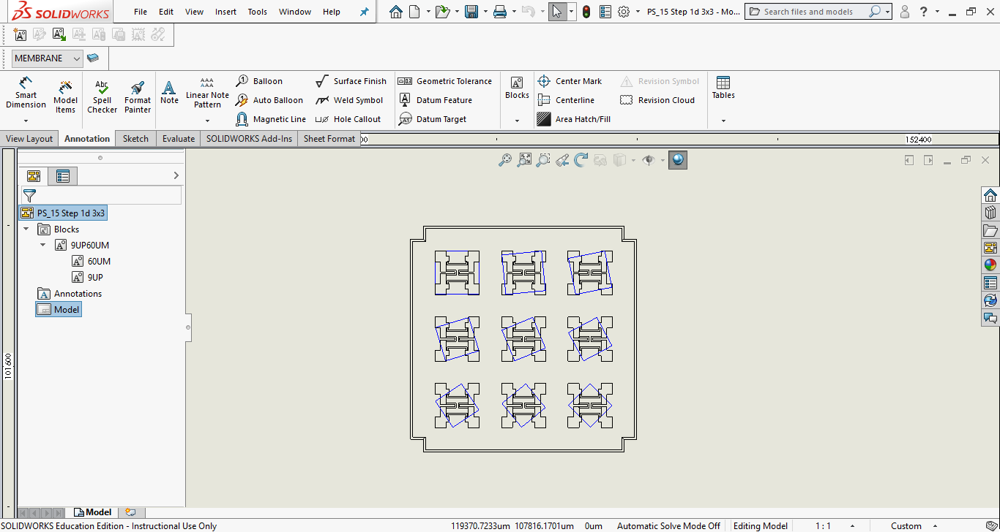 SOLIDWORKS File Edit View Insert Tools Window Help PS_15 Step 1d 3x3 - Mo... Search files and models ?
MEMBRANE
Smart Dimension
Model Items
Abc
Spell Checker
Format Painter
Note
AAA
AAA
Linear Note Pattern
Balloon
Auto Balloon
Magnetic Line
Surface Finish
Weld Symbol
Hole Callout
Geometric Tolerance
Datum Feature
Datum Target
Blocks
Center Mark
Centerline
Area Hatch/Fill
Revision Symbol
Revision Cloud
Tables
View Layout Annotation Sketch Evaluate SOLIDWORKS Add-Ins Sheet Format
152400
PS_15 Step 1d 3x3
Blocks
9UP60UM
60UM
9UP
Annotations
Model
101600
Model
SOLIDWORKS Education Edition - Instructional Use Only 119370.7233um 107816.1701um 0um Automatic Solve Mode Off Editing Model 1 : 1 Custom